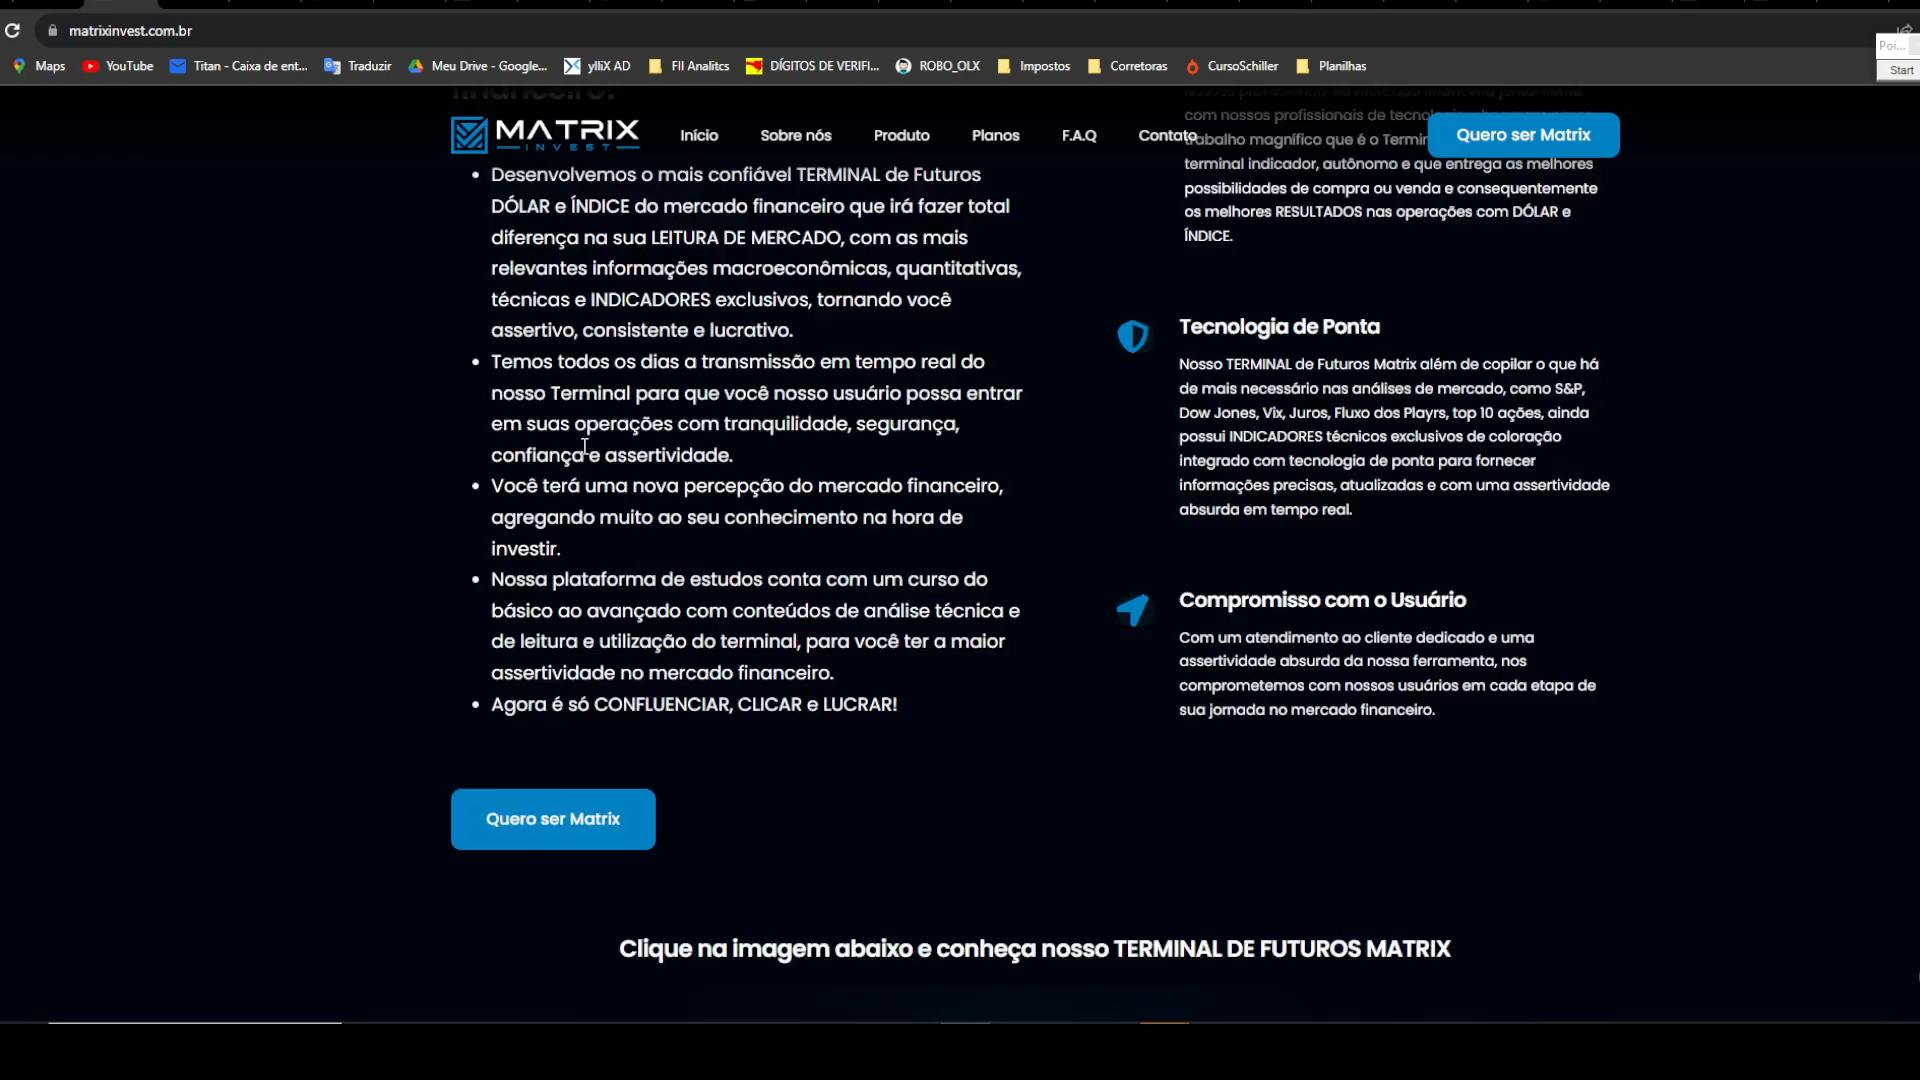 matrixinvest.com.br
Poi...
Maps YouTube Titan - Caixa de ent... Traduzir Meu Drive - Google... ylliX AD FII Analitcs DÍGITOS DE VERIFI... ROBO_OLX Impostos Corretoras CursoSchiller Planilhas
Start
financeiro!
MATRIX
INVEST
Início Sobre nós Produto Planos F.A.Q Contato
Quero ser Matrix
Desenvolvemos o mais confiável TERMINAL de Futuros
DÓLAR e ÍNDICE do mercado financeiro que irá fazer total
diferença na sua LEITURA DE MERCADO, com as mais
relevantes informações macroeconômicas, quantitativas,
técnicas e INDICADORES exclusivos, tornando você
assertivo, consistente e lucrativo.
Temos todos os dias a transmissão em tempo real do
nosso Terminal para que você nosso usuário possa entrar
em suas operações com tranquilidade, segurança,
confiança e assertividade.
Você terá uma nova percepção do mercado financeiro,
agregando muito ao seu conhecimento na hora de
investir.
Nossa plataforma de estudos conta com um curso do
básico ao avançado com conteúdos de análise técnica e
de leitura e utilização do terminal, para você ter a maior
assertividade no mercado financeiro.
Agora é só CONFLUENCIAR, CLICAR e LUCRAR!
Quero ser Matrix
com nossos profissionais de tecnologia
trabalho magnífico que é o
terminal indicador, autônomo e que entrega as melhores
possibilidades de compra ou venda e consequentemente
os melhores RESULTADOS nas operações com DÓLAR e
ÍNDICE.
Tecnologia de Ponta
Nosso TERMINAL de Futuros Matrix além de copilar o que há
de mais necessário nas análises de mercado, como S&P,
Dow Jones, Vix, Juros, Fluxo dos Playrs, top 10 ações, ainda
possui INDICADORES técnicos exclusivos de coloração
integrado com tecnologia de ponta para fornecer
informações precisas, atualizadas e com uma assertividade
absurda em tempo real.
Compromisso com o Usuário
Com um atendimento ao cliente dedicado e uma
assertividade absurda da nossa ferramenta, nos
comprometemos com nossos usuários em cada etapa de
sua jornada no mercado financeiro.
Clique na imagem abaixo e conheça nosso TERMINAL DE FUTUROS MATRIX